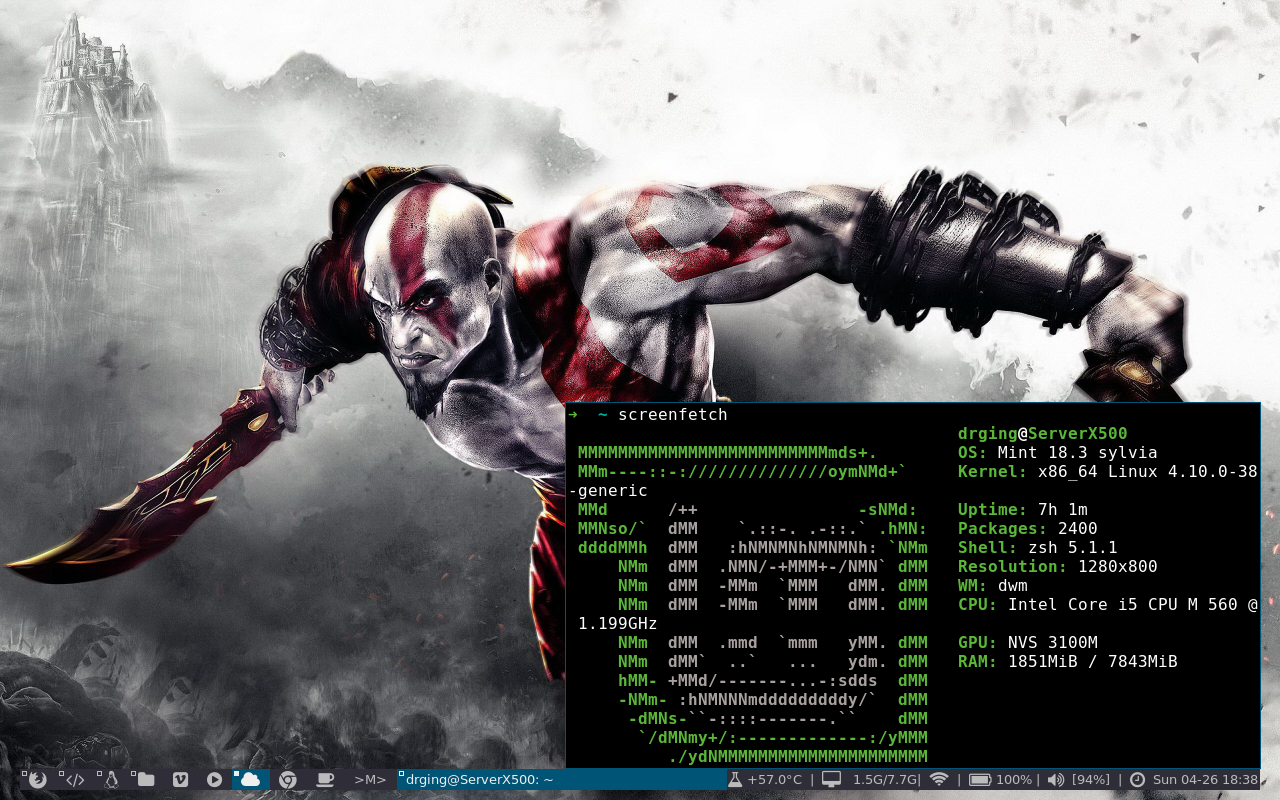 ➜  ~ screenfetch
                                       drging@ServerX500
 MMMMMMMMMMMMMMMMMMMMMMMMMmds+.        OS: Mint 18.3 sylvia
 MMm----::-://////////////oymNMd+`     Kernel: x86_64 Linux 4.10.0-38
-generic
 MMd      /++                -sNMd:    Uptime: 7h 1m
 MMNso/`  dMM    `.::-. .-::.` .hMN:   Packages: 2400
 ddddMMh  dMM   :hNMNMNhNMNMNh: `NMm   Shell: zsh 5.1.1
     NMm  dMM  .NMN/-+MMM+-/NMN` dMM   Resolution: 1280x800
     NMm  dMM  -MMm  `MMM   dMM. dMM   WM: dwm
     NMm  dMM  -MMm  `MMM   dMM. dMM   CPU: Intel Core i5 CPU M 560 @
 1.199GHz
     NMm  dMM  .mmd  `mmm   yMM. dMM   GPU: NVS 3100M
     NMm  dMM`  ..`   ...   ydm. dMM   RAM: 1851MiB / 7843MiB
     hMM- +MMd/-------...-:sdds  dMM
     -NMm- :hNMNNNmdddddddddy/`  dMM
      -dMNs-``-::::-------.``    dMM
       `/dMNmy+/:-------------:/yMMM
          ./ydNMMMMMMMMMMMMMMMMMMMMM
>M> drging@ServerX500: ~ +57.0°C | 1.5G/7.7G| | 100% | [94%] | Sun 04-26 18:38